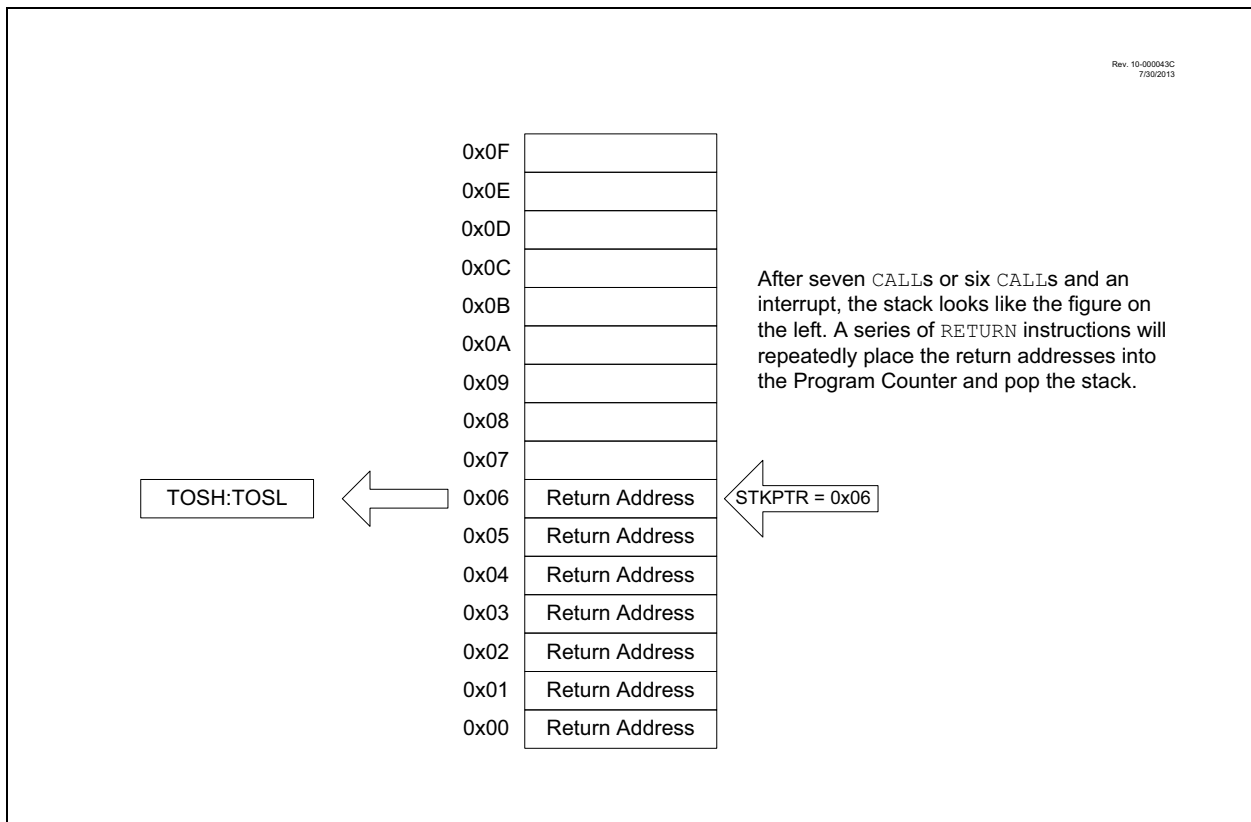 Rev. 10-000043C
7/30/2013
0x0F
0x0E
0x0D
0x0C
0x0B
0x0A
0x09
0x08
0x07
After seven CALLs or six CALLs and an
interrupt, the stack looks like the figure on
the left. A series of RETURN instructions will
repeatedly place the return addresses into
the Program Counter and pop the stack.
TOSH:TOSL
0x06 Return Address
STKPTR = 0x06
0x05 Return Address
0x04 Return Address
0x03 Return Address
0x02 Return Address
0x01 Return Address
0x00 Return Address